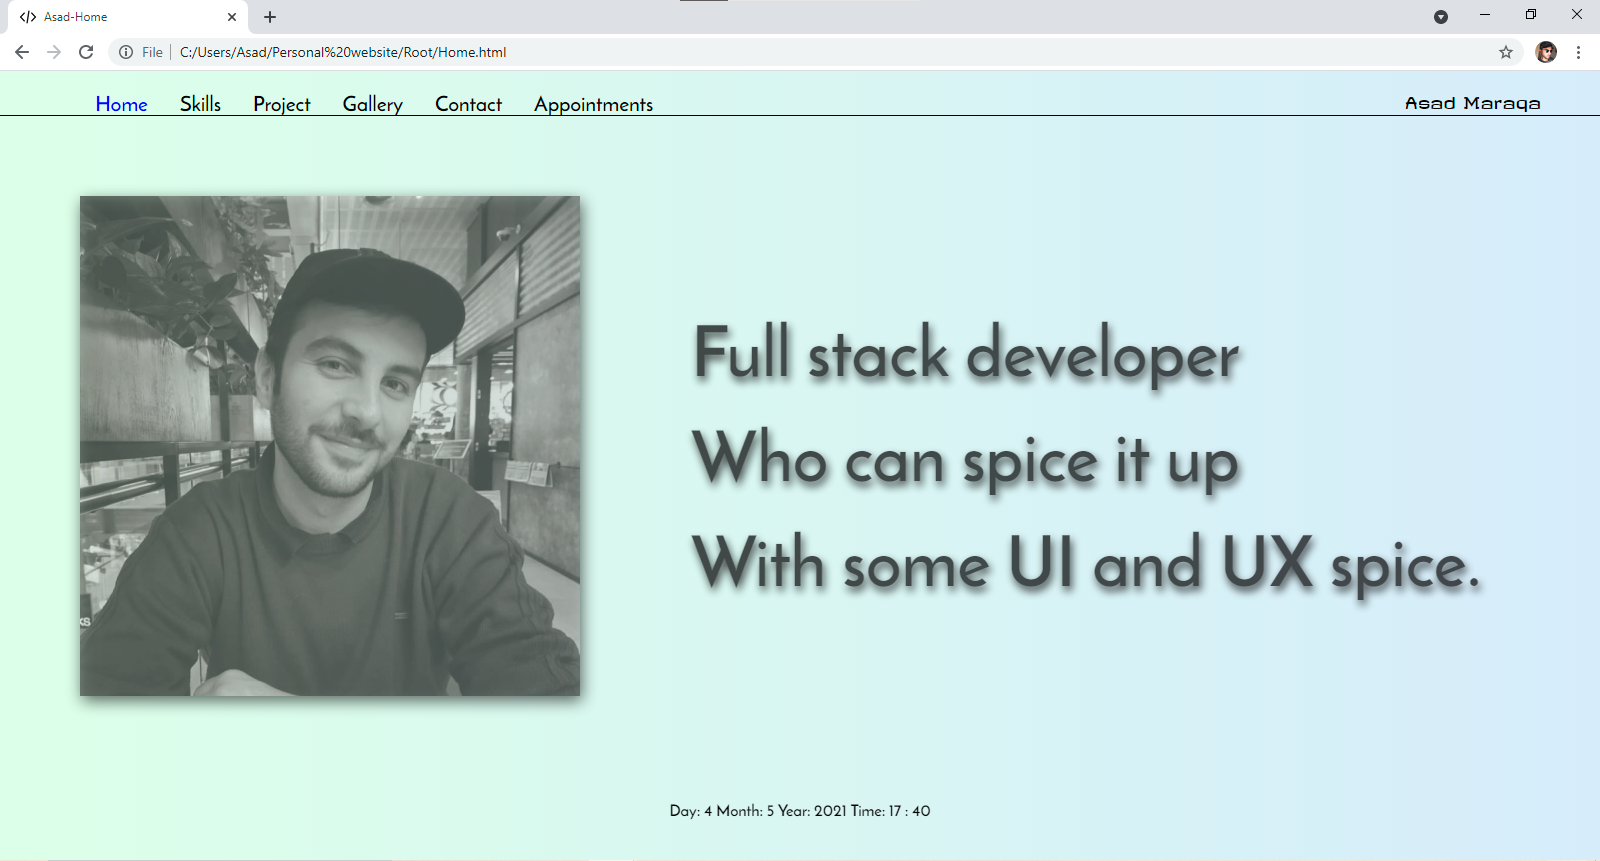 Asad-Home
File | C:/Users/Asad/Personal%20website/Root/Home.html
Home Skills Project Gallery Contact Appointments Asad Maraqa
Full stack developer
Who can spice it up
With some UI and UX spice.
KS
Day: 4 Month: 5 Year: 2021 Time: 17 : 40